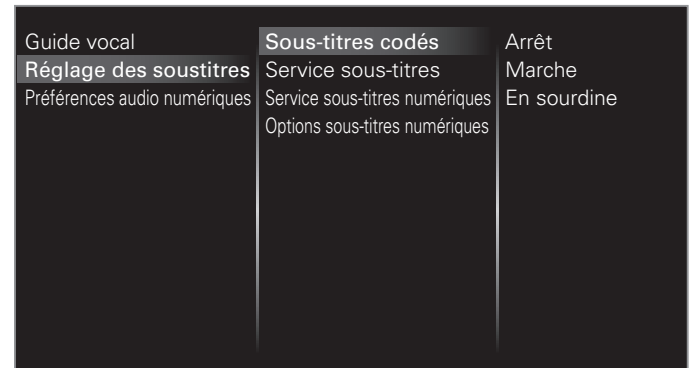 Guide vocal
Réglage des soustitres
Préférences audio numériques
Sous-titres codés
Service sous-titres
Service sous-titres numériques
Options sous-titres numériques
Arrêt
Marche
En sourdine